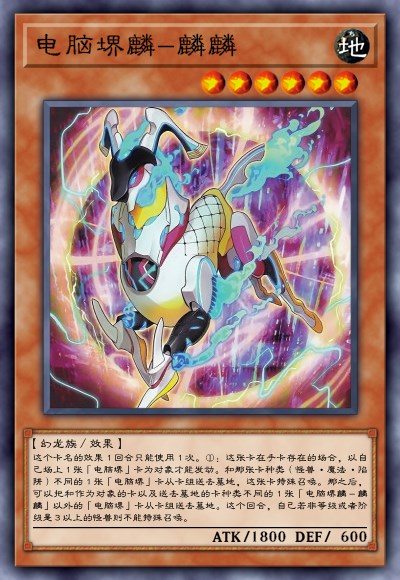 电脑堺麟-麟麟
地
【幻龙族/效果】
这个卡名的效果1回合只能使用1次。①：这张卡在手卡存在的场合，以自
己场上1张「电脑堺」卡为对象才能发动。和那张卡种类（怪兽·魔法·陷
阱）不同的1张「电脑堺」卡从卡组送去墓地，这张卡特殊召唤。那之后，
可以把和作为对象的卡以及送去墓地的卡种类不同的1张「电脑堺麟-麟
麟」以外的「电脑堺」卡从卡组送去墓地。这个回合，自己若非等级或者阶
级是3以上的怪兽则不能特殊召唤。
ATK/1800 DEF/ 600